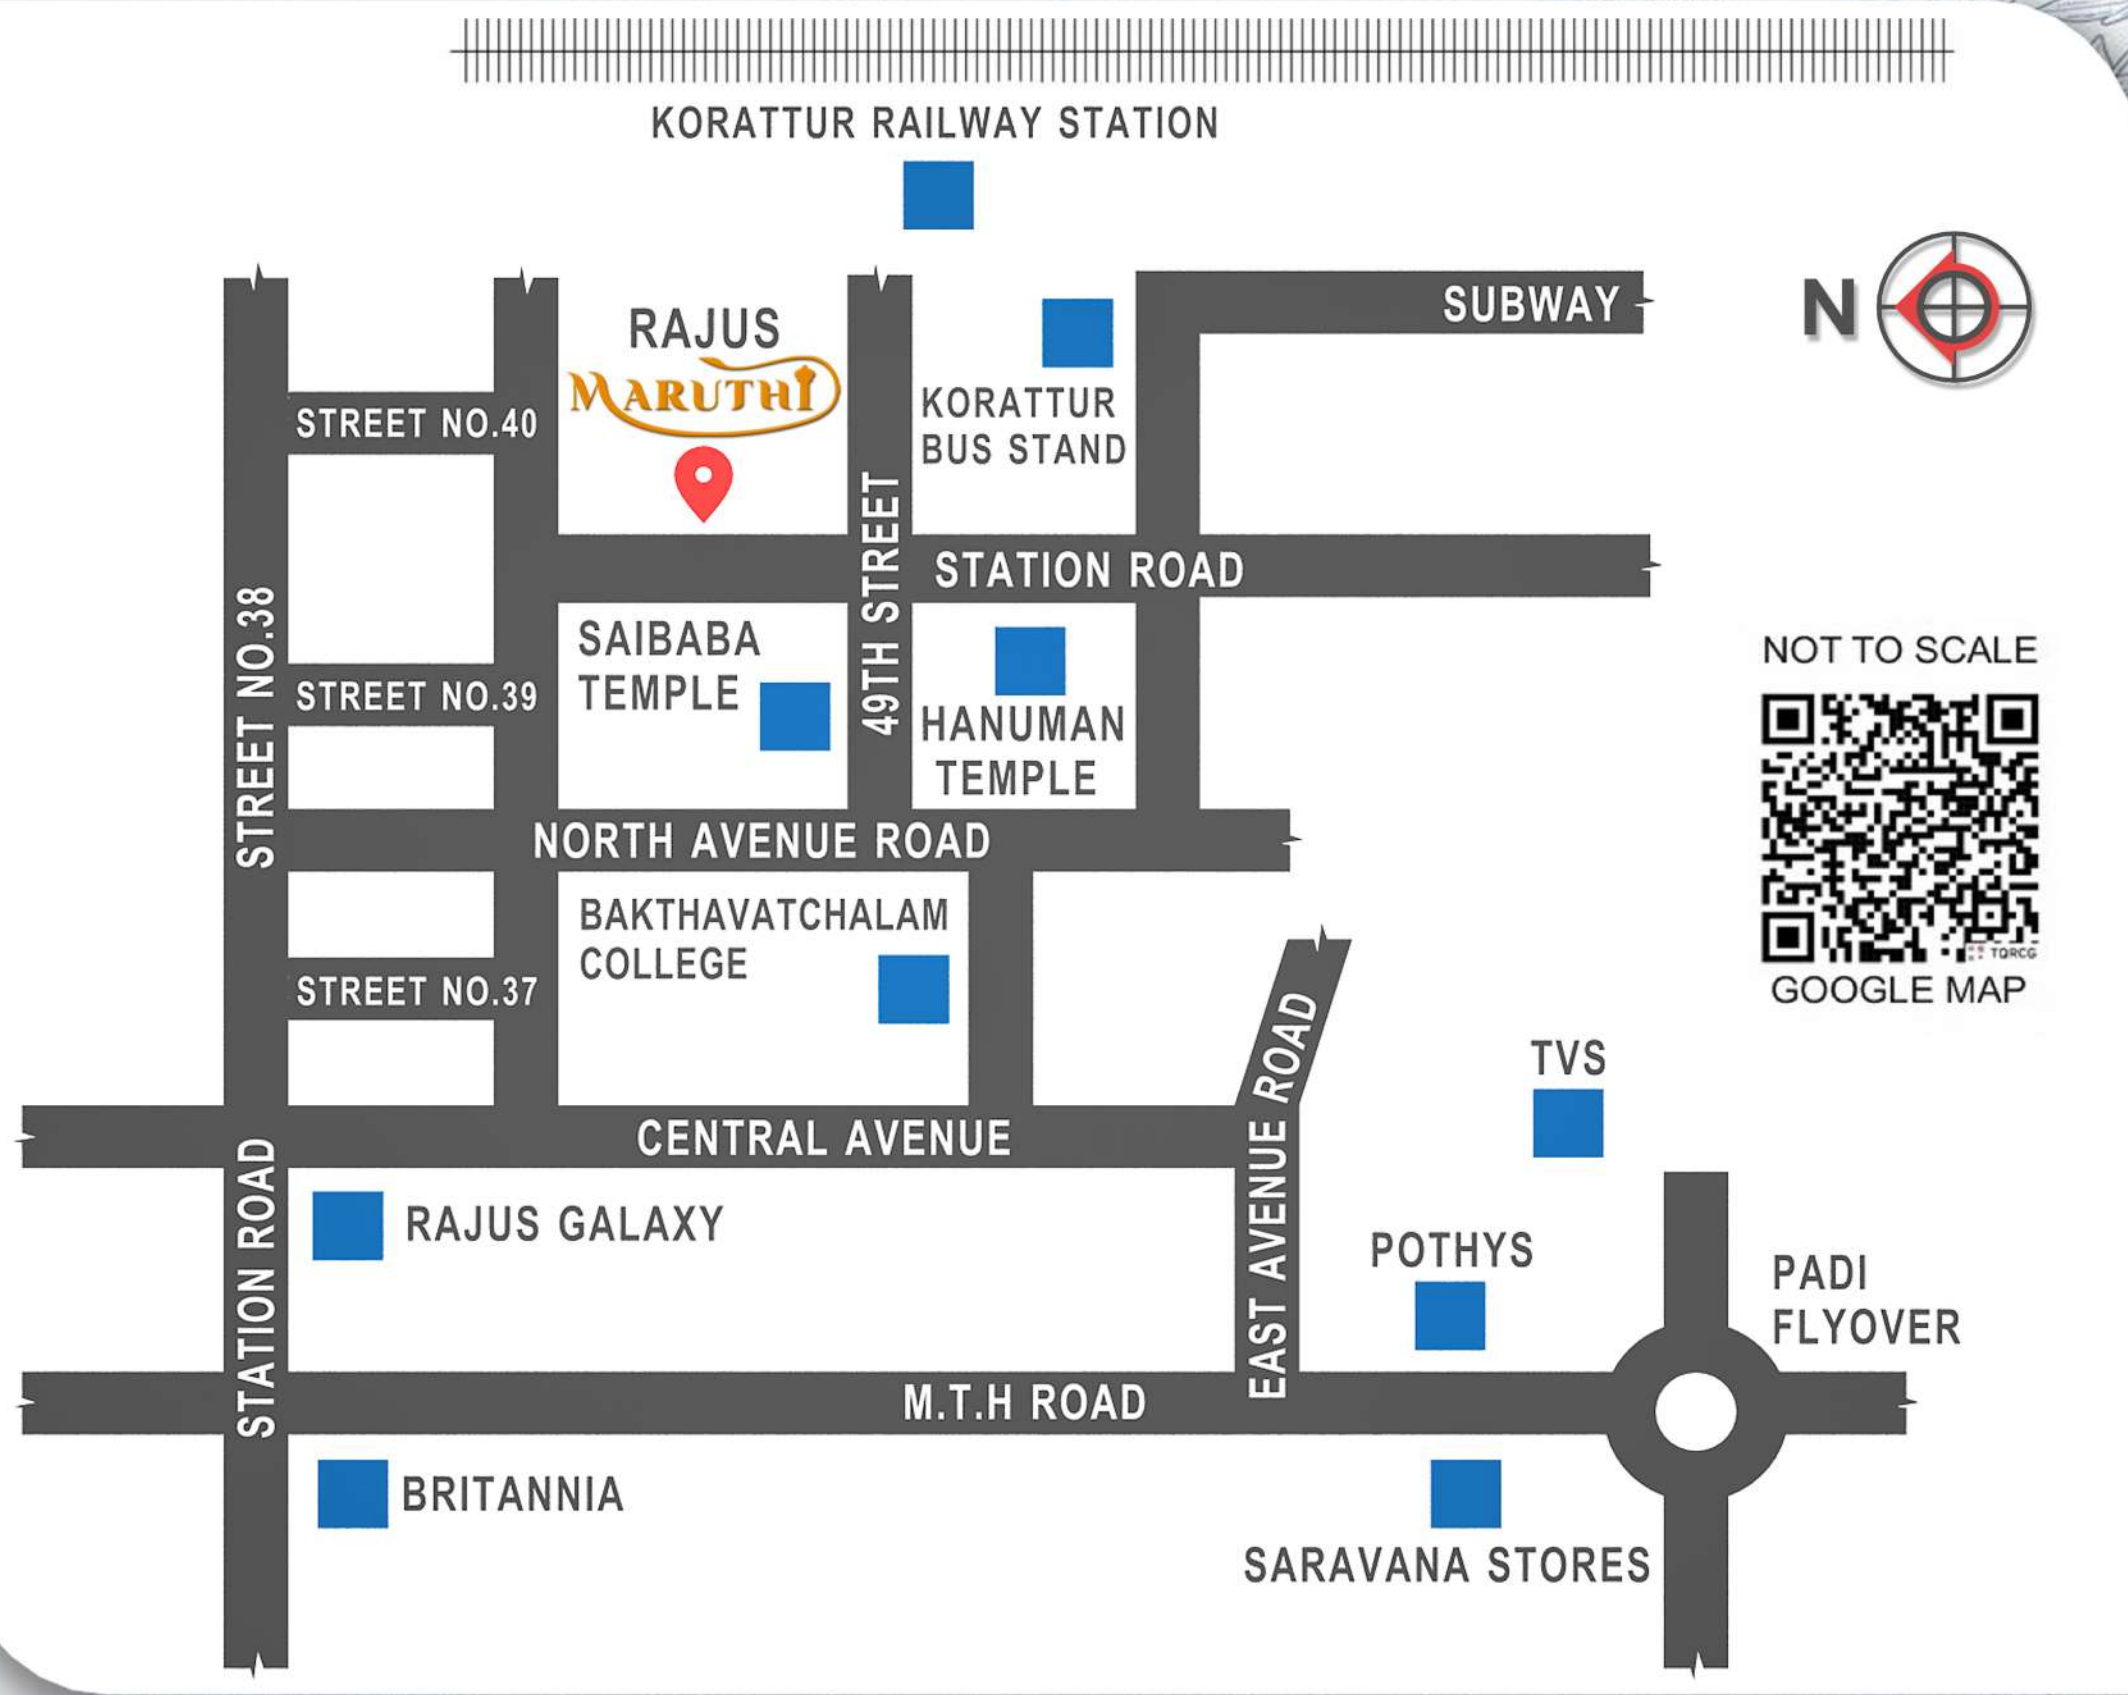 KORATTUR RAILWAY STATION
SUBWAY
N
RAJUS
MARUTHI
KORATTUR
BUS STAND
STREET NO.40
49TH STREET
STATION ROAD
STREET NO.38
SAIBABA
TEMPLE
STREET NO.39
HANUMAN
TEMPLE
NOT TO SCALE
TQRCG
GOOGLE MAP
NORTH AVENUE ROAD
BAKTHAVATCHALAM
COLLEGE
STREET NO.37
EAST AVENUE ROAD
TVS
CENTRAL AVENUE
STATION ROAD
RAJUS GALAXY
POTHYS
PADI
FLYOVER
M.T.H ROAD
BRITANNIA
SARAVANA STORES